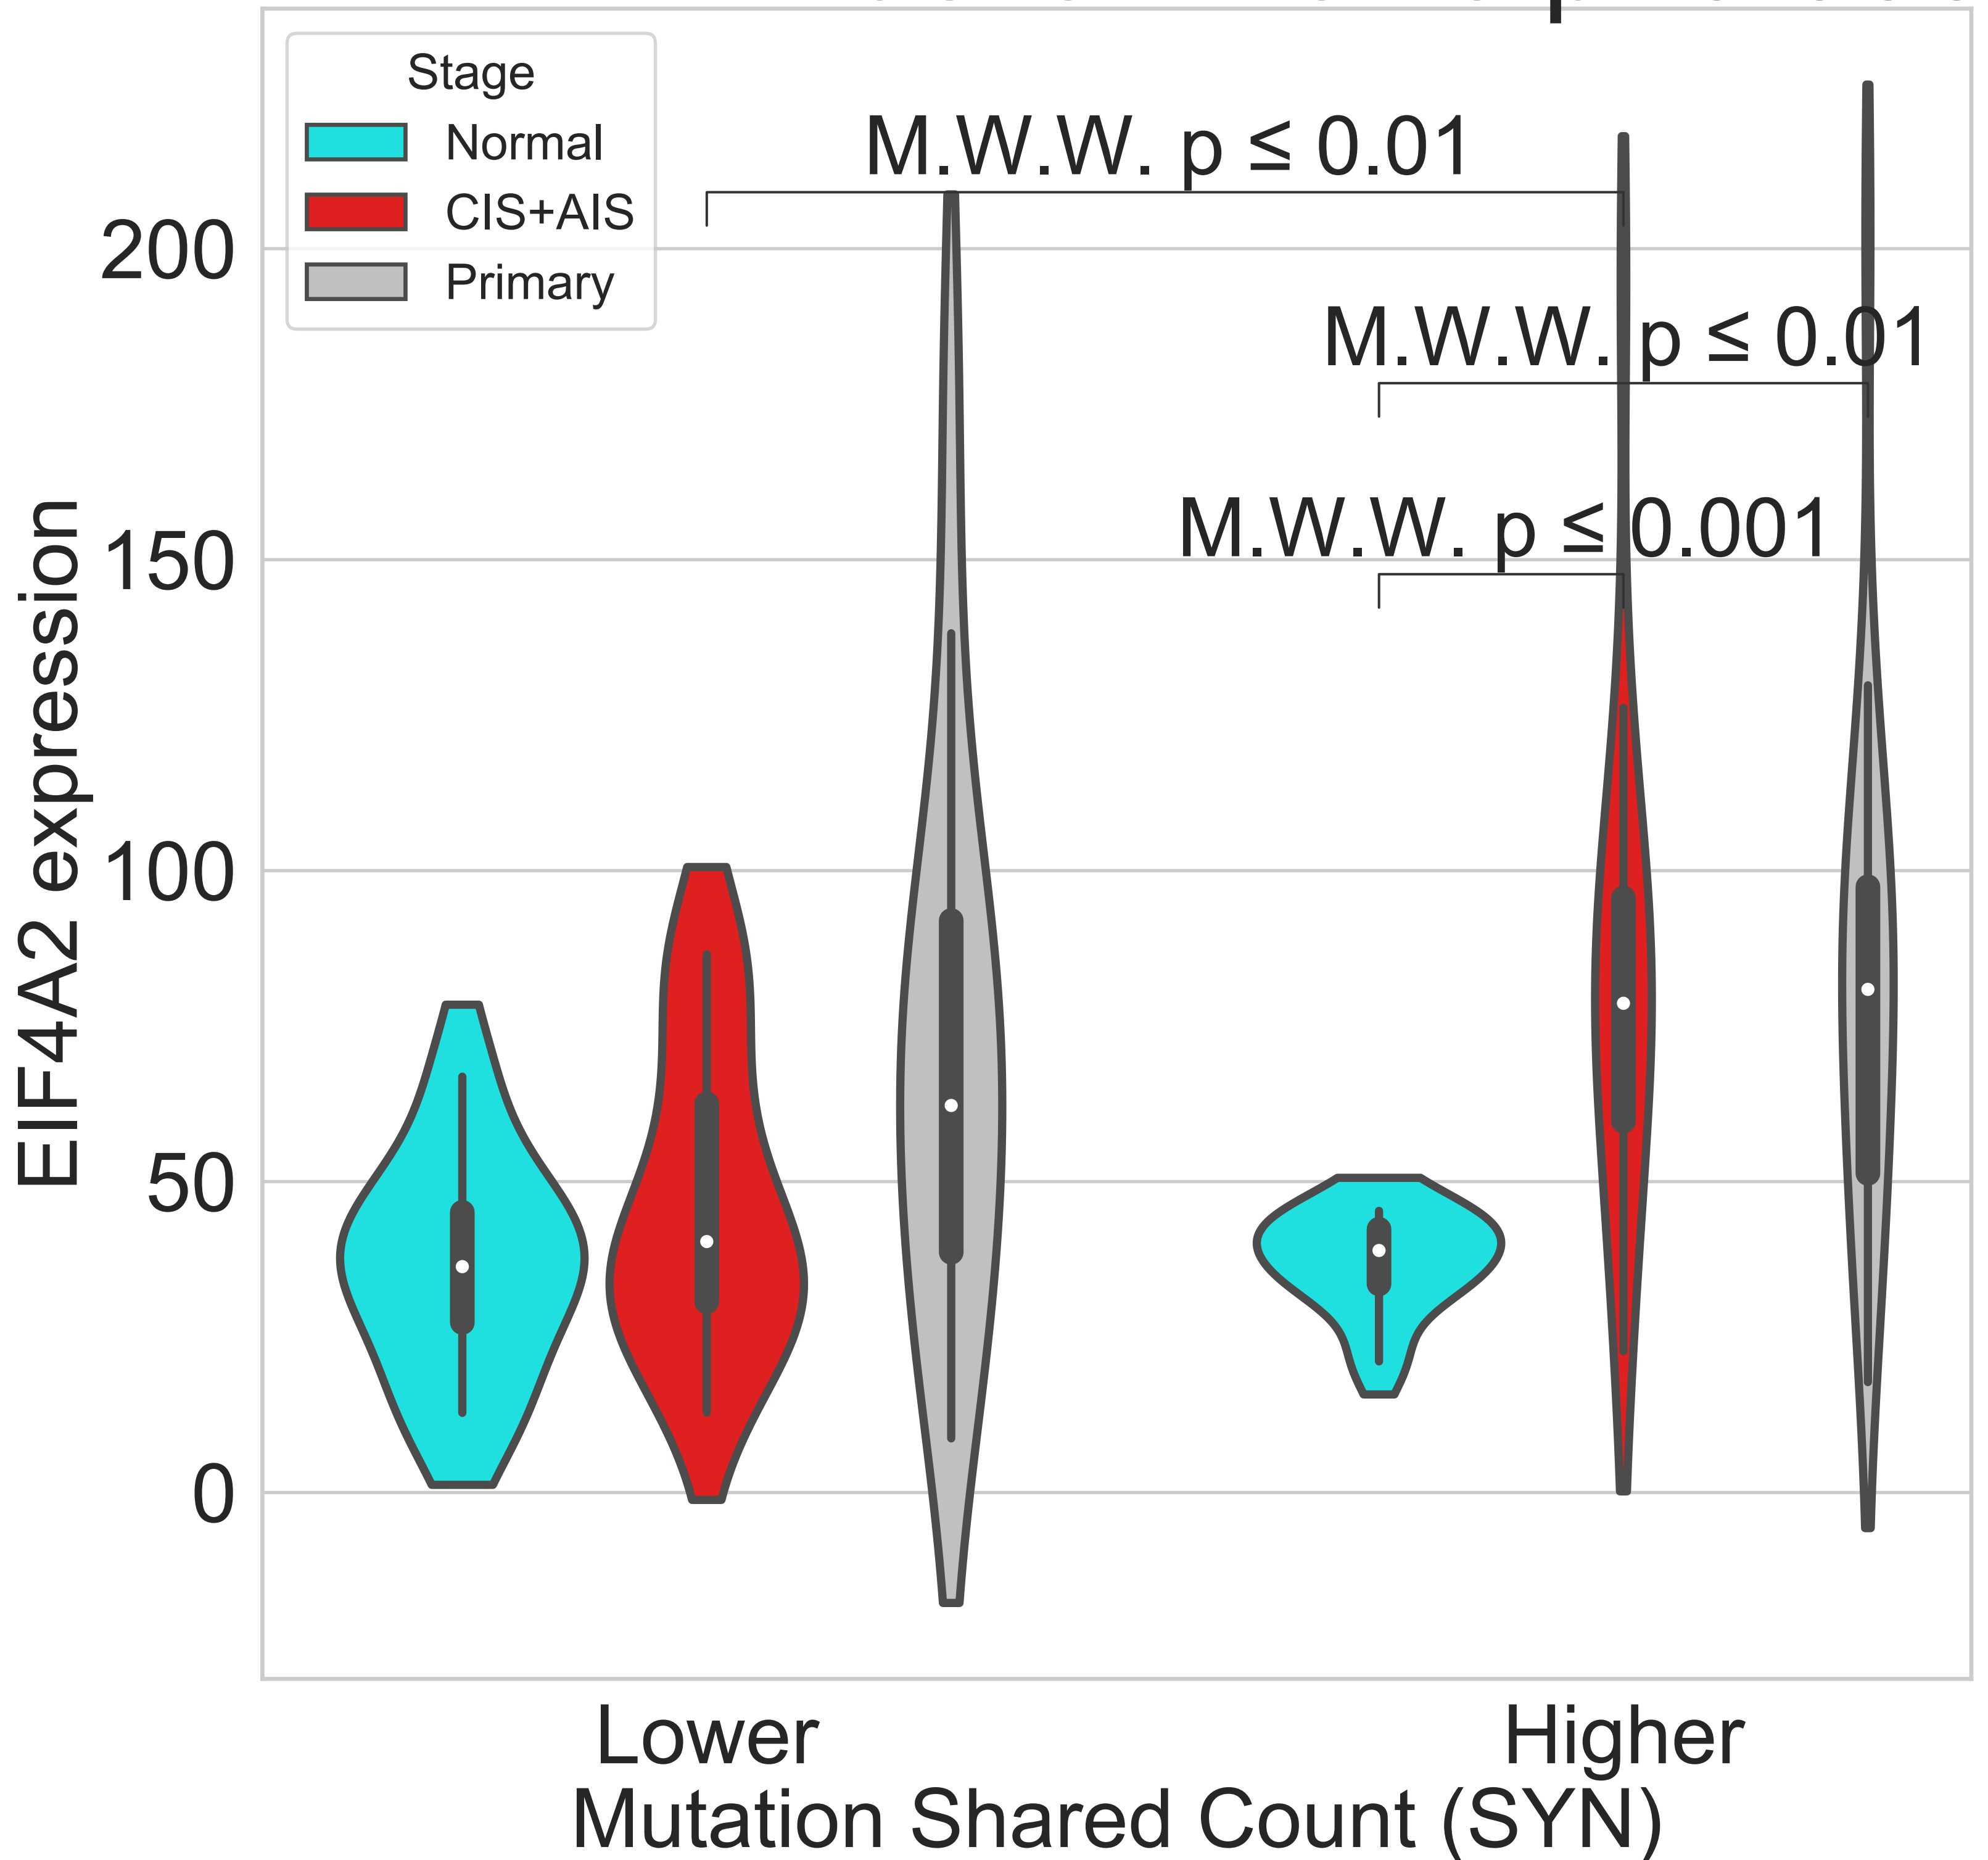 Stage
Normal
CIS+AIS
Primary
M.W.W. p ≤ 0.01
M.W.W. p ≤ 0.01
M.W.W. p ≤ 0.001
EIF4A2 expression
200
150
100
50
0
Lower
Higher
Mutation Shared Count (SYN)